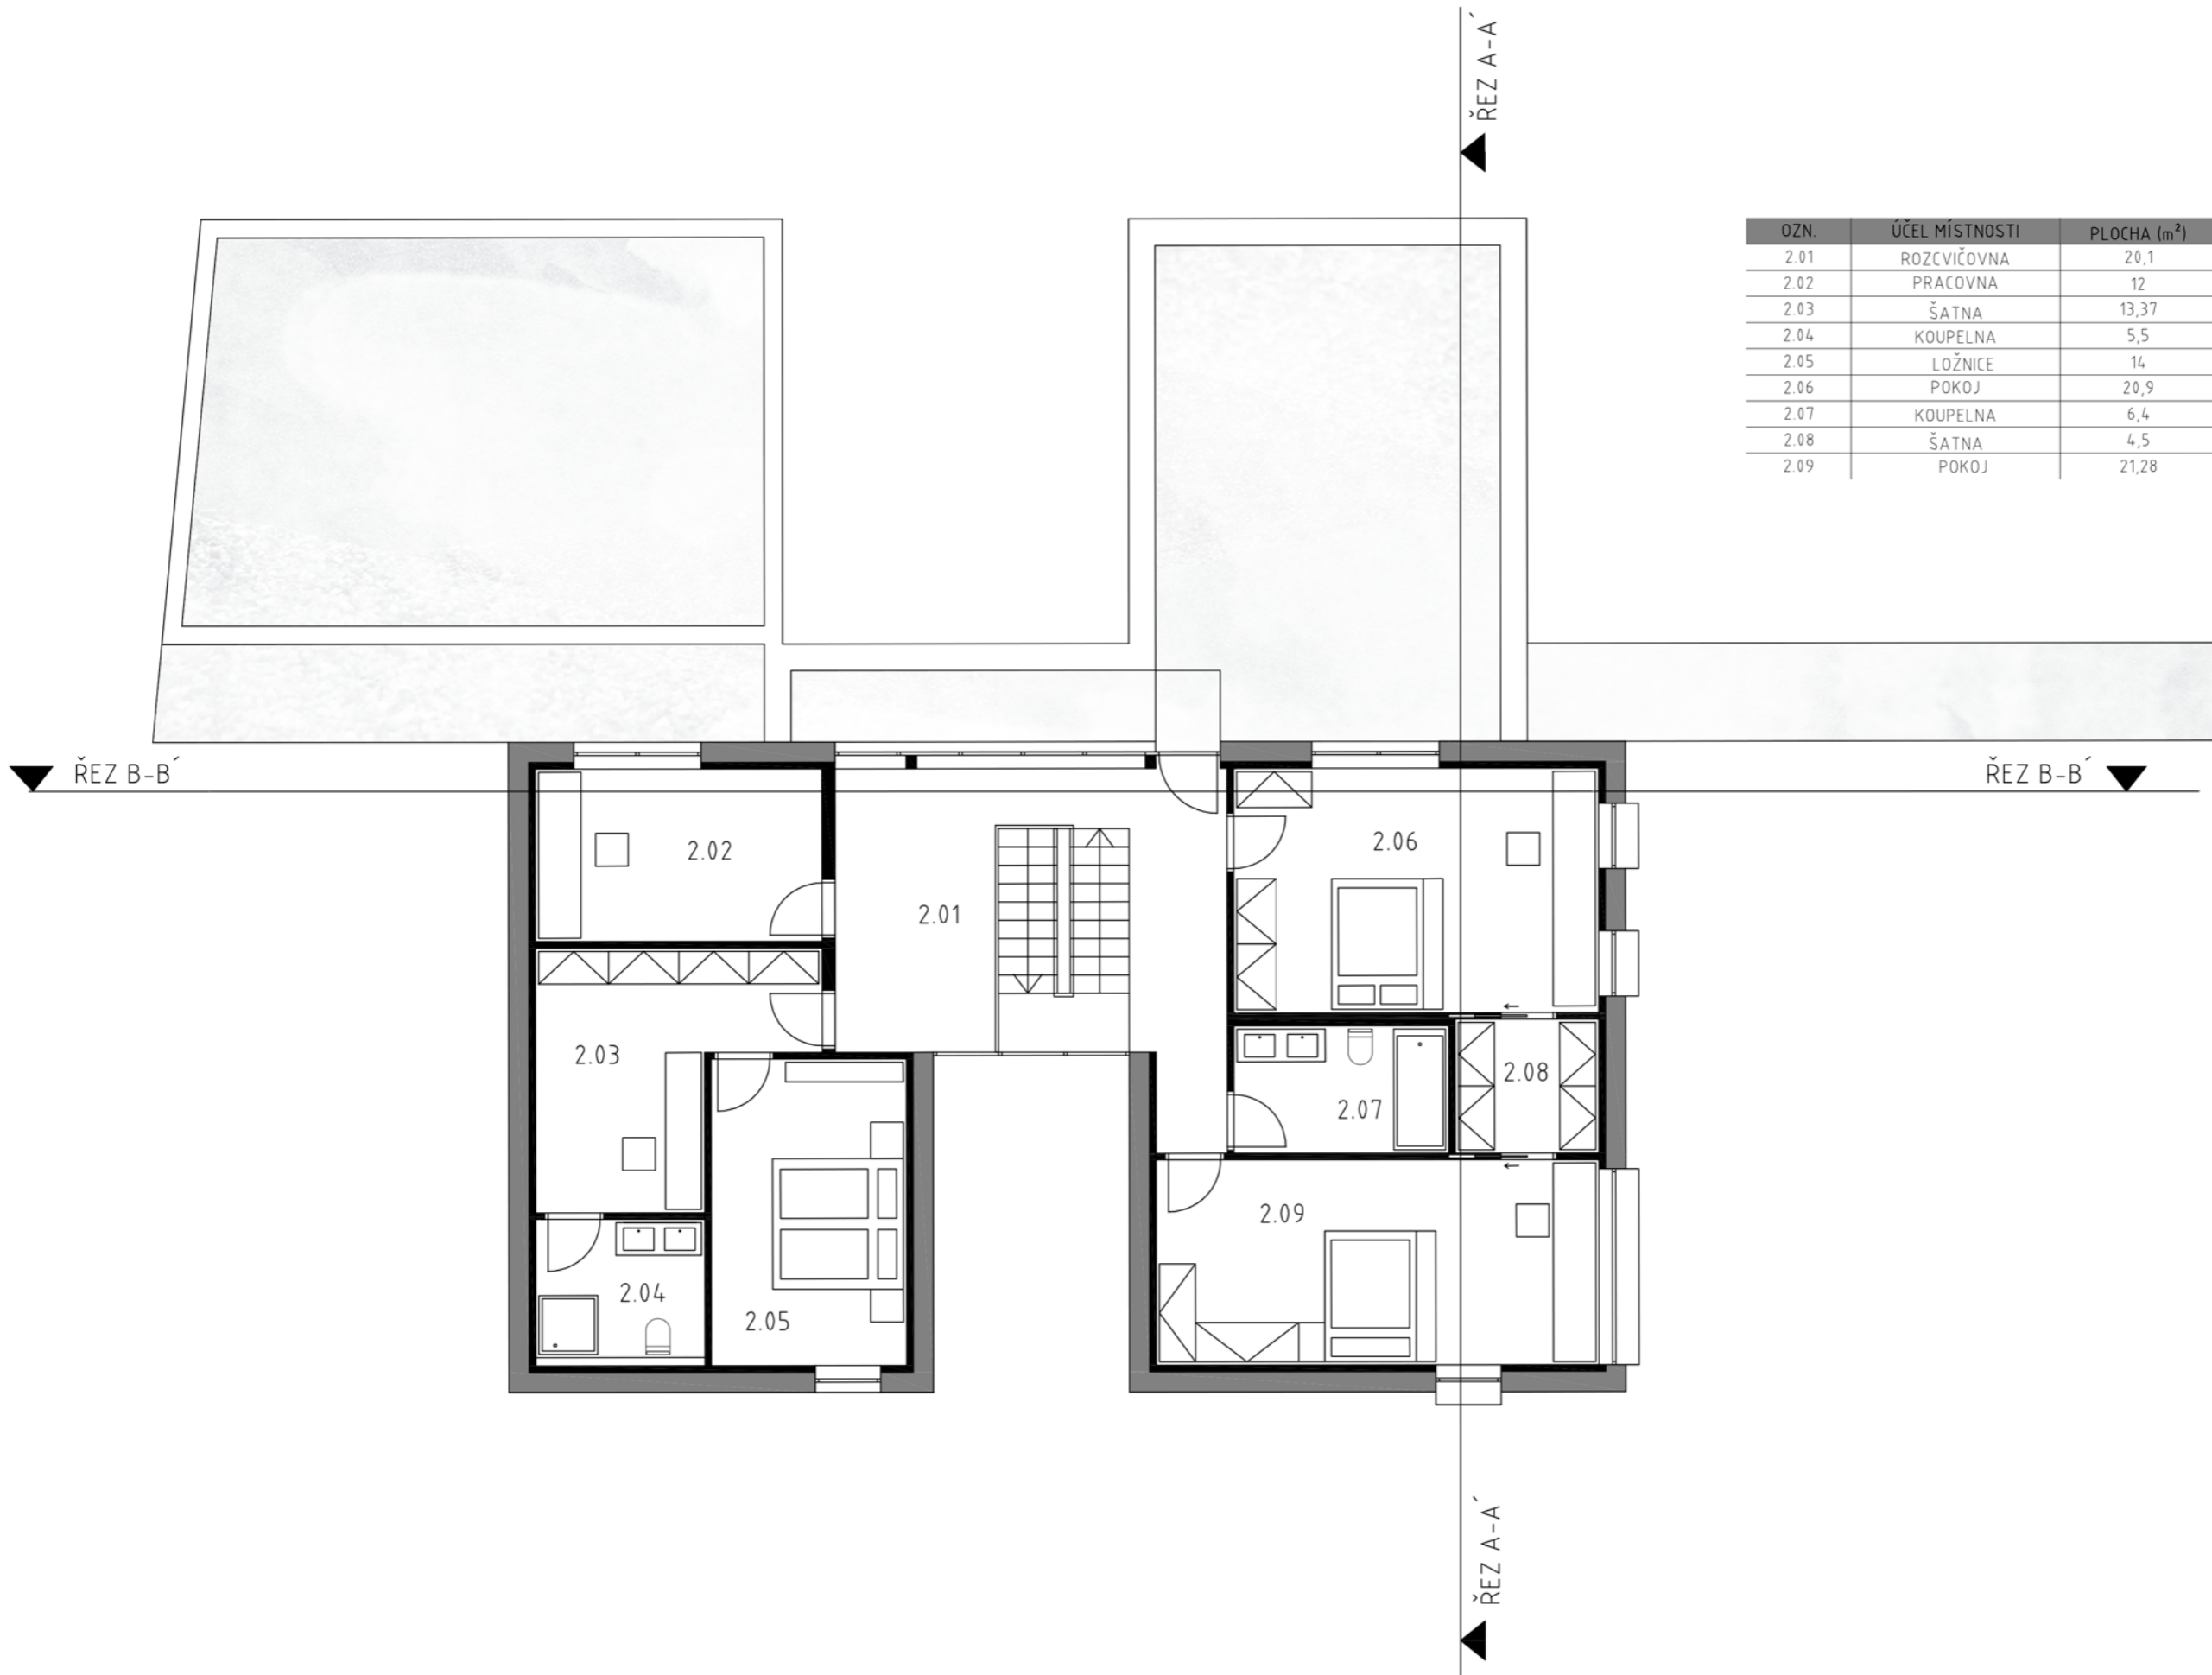 ŘEZ A-A´
OZN. ÚČEL MÍSTNOSTI PLOCHA (m²)
2.01 ROZCVIČOVNA 20,1
2.02 PRACOVNA 12
2.03 ŠATNA 13,37
2.04 KOUPELNA 5,5
2.05 LOŽNICE 14
2.06 POKOJ 20,9
2.07 KOUPELNA 6,4
2.08 ŠATNA 4,5
2.09 POKOJ 21,28
ŘEZ B-B´
ŘEZ B-B´
2.02
2.06
2.01
2.03
2.08
2.07
2.09
2.04
2.05
ŘEZ A-A´